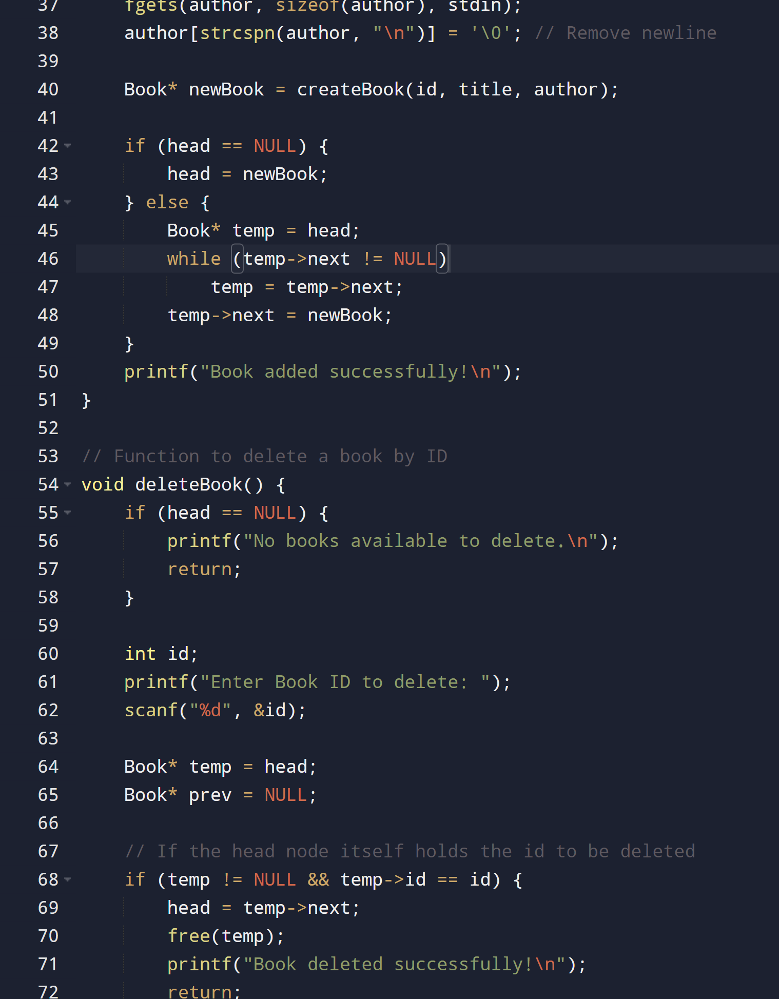 37 fgets(author, sizeof(author), stdin);
38 author[strcspn(author, "\n")] = '\0'; // Remove newline
39
40 Book* newBook = createBook(id, title, author);
41
42 if (head == NULL) {
43 head = newBook;
44 } else {
45 Book* temp = head;
46 while (temp->next != NULL)
47 temp = temp->next;
48 temp->next = newBook;
49 }
50 printf("Book added successfully!\n");
51 }
52
53 // Function to delete a book by ID
54 void deleteBook() {
55 if (head == NULL) {
56 printf("No books available to delete.\n");
57 return;
58 }
59
60 int id;
61 printf("Enter Book ID to delete: ");
62 scanf("%d", &id);
63
64 Book* temp = head;
65 Book* prev = NULL;
66
67 // If the head node itself holds the id to be deleted
68 if (temp != NULL && temp->id == id) {
69 head = temp->next;
70 free(temp);
71 printf("Book deleted successfully!\n");
72 return;